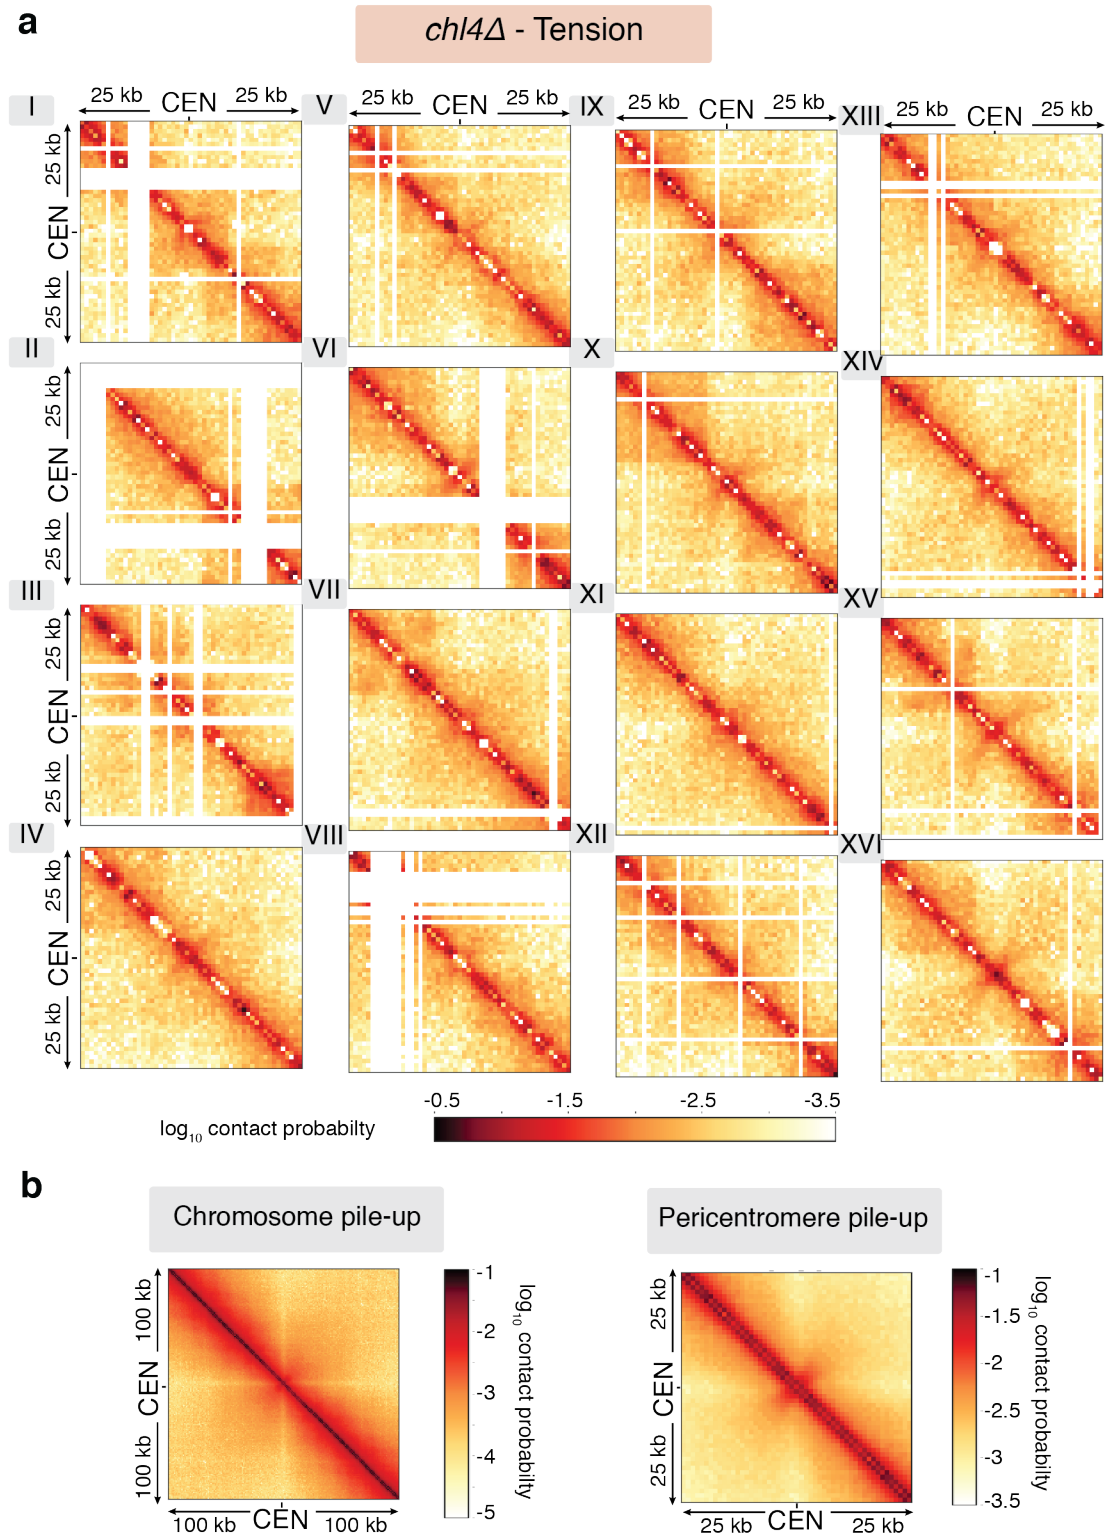 a
chl4Δ - Tension
I
25 kb CEN 25 kb
V
25 kb CEN 25 kb
IX
25 kb CEN 25 kb
XIII
25 kb CEN 25 kb
25 kb CEN 25 kb
II
VI
X
XIV
25 kb CEN 25 kb
III
VII
XI
XV
25 kb CEN 25 kb
IV
VIII
XII
XVI
25 kb CEN 25 kb
-0.5 -1.5 -2.5 -3.5
log10 contact probabilty
b
Chromosome pile-up
Pericentromere pile-up
100 kb CEN 100 kb
-1
-2
-3
-4
-5
log10 contact probabilty
100 kb CEN 100 kb
25 kb CEN 25 kb
-1
-1.5
-2
-2.5
-3
-3.5
log10 contact probabilty
25 kb CEN 25 kb